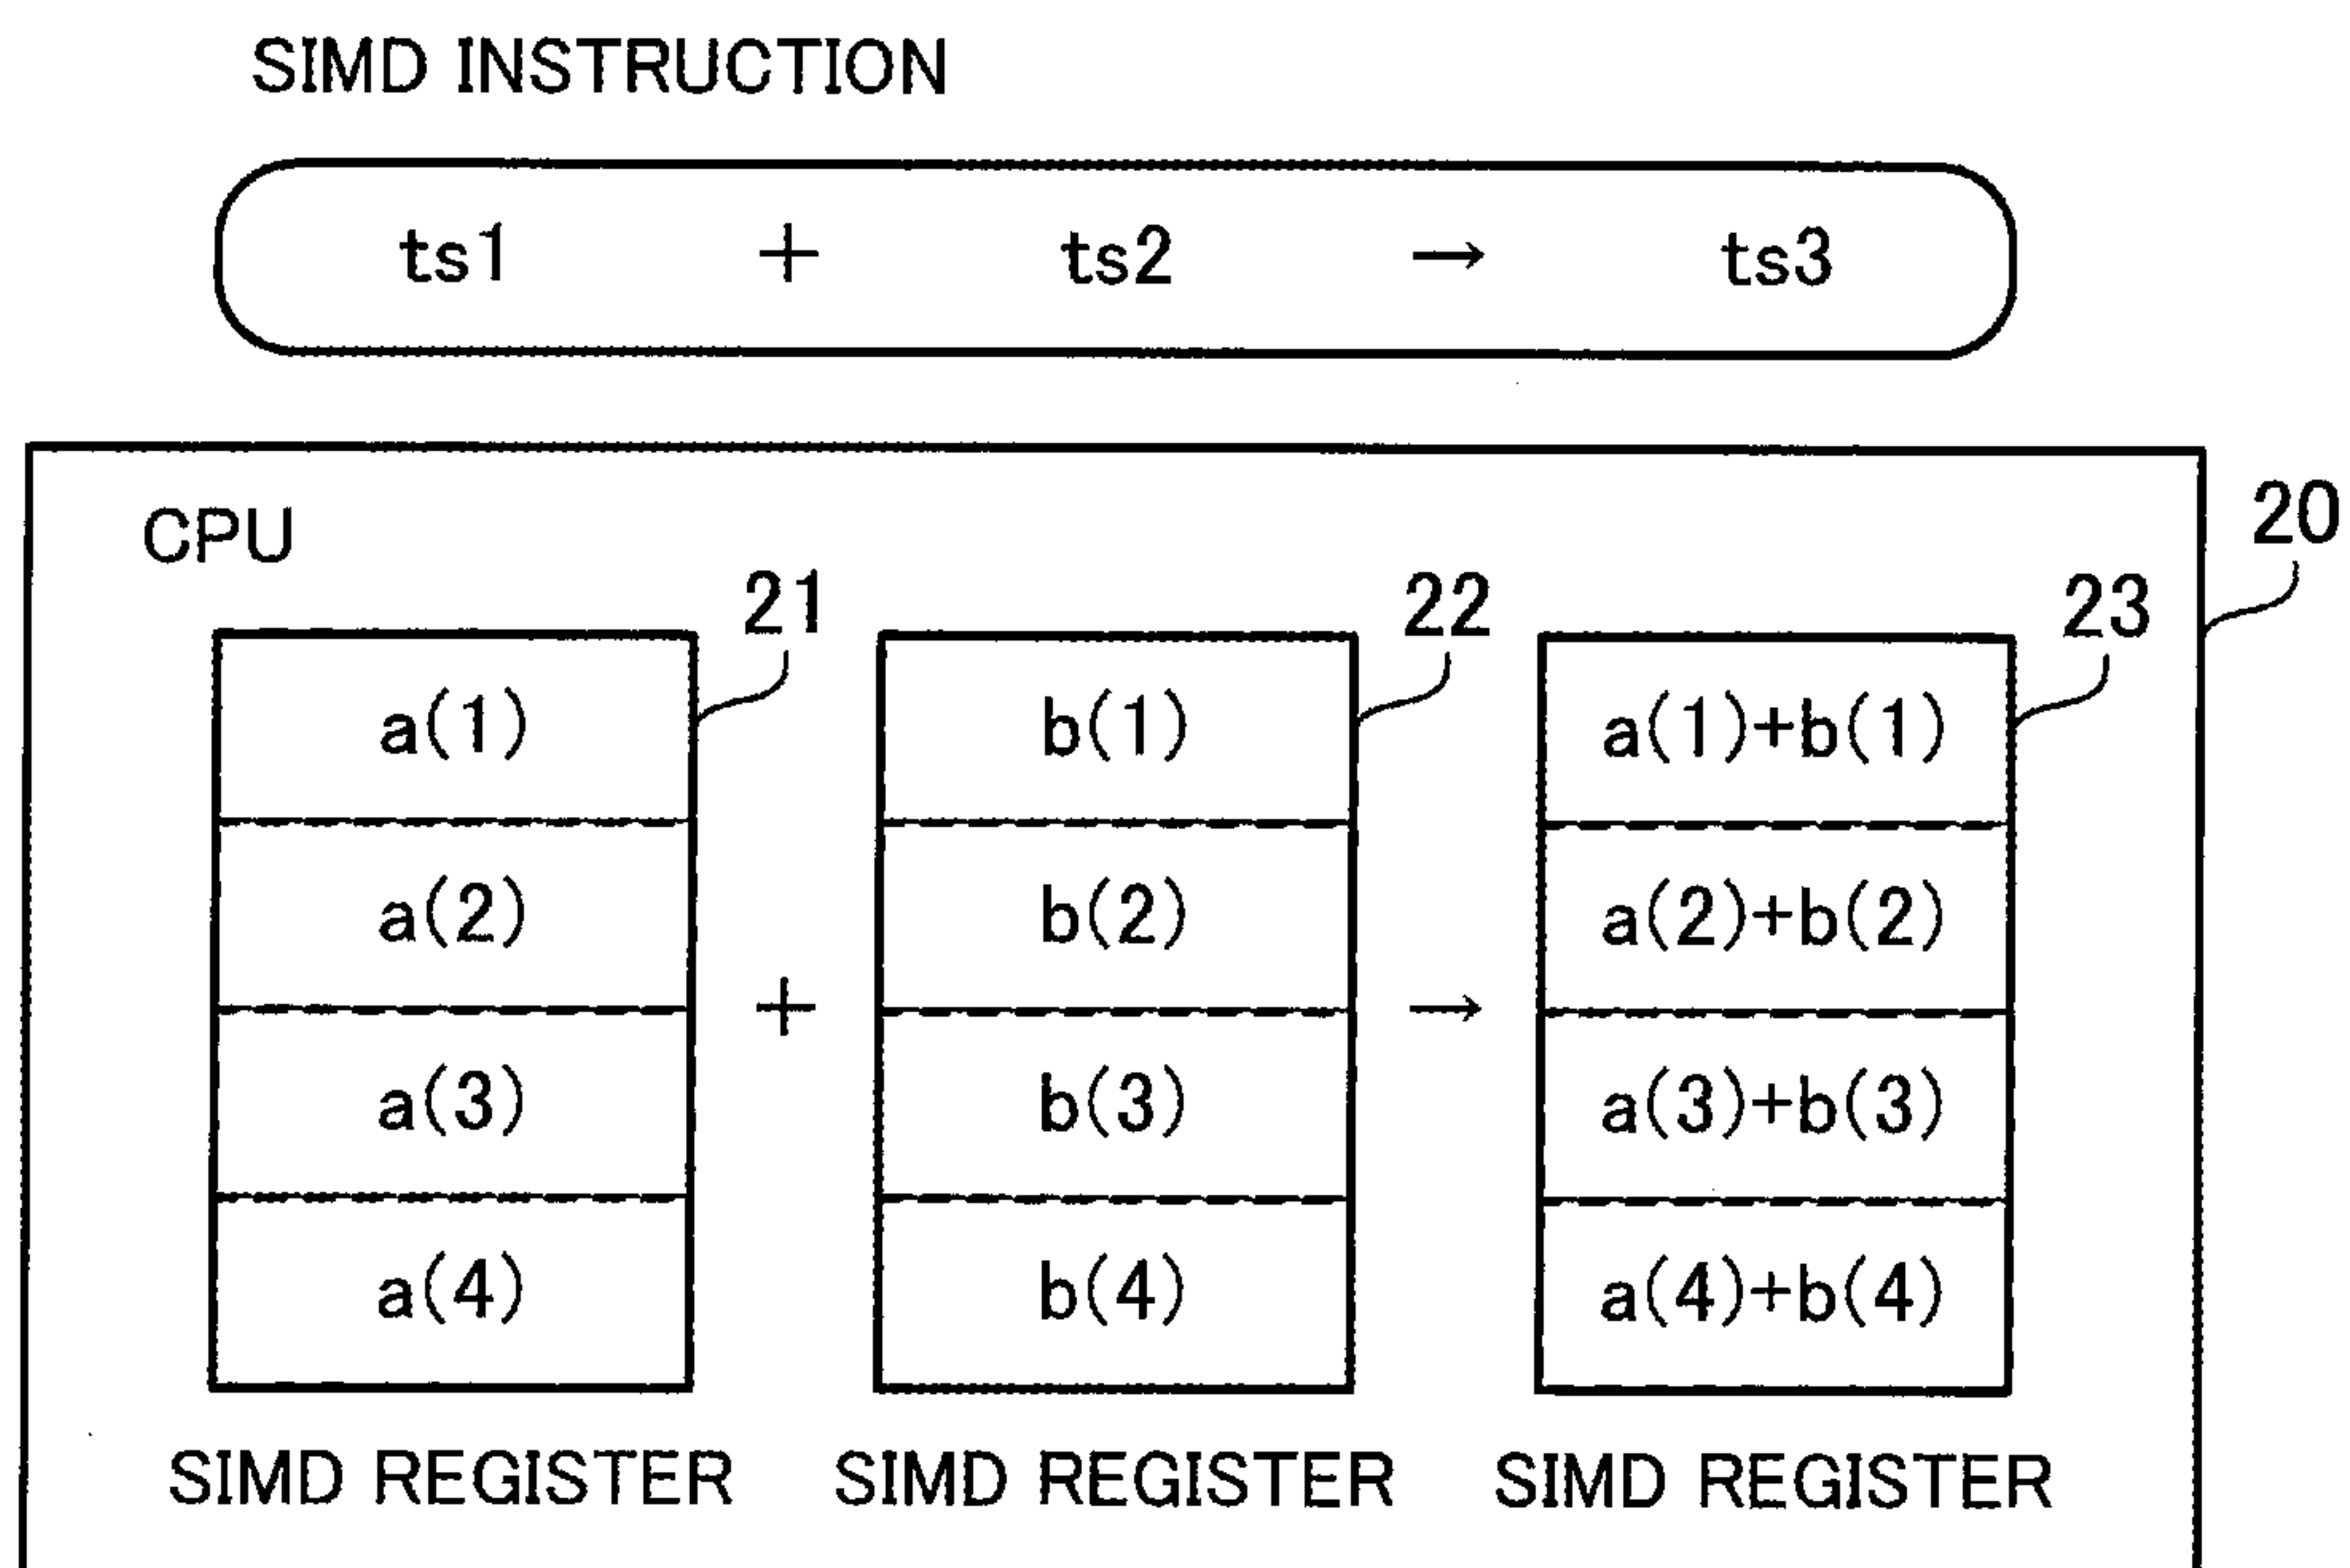 SIMD INSTRUCTION
ts1 + ts2 → ts3
CPU
20
21 22 23
a(1) b(1) a(1)+b(1)
a(2) b(2) a(2)+b(2)
+ →
a(3) b(3) a(3)+b(3)
a(4) b(4) a(4)+b(4)
SIMD REGISTER SIMD REGISTER SIMD REGISTER